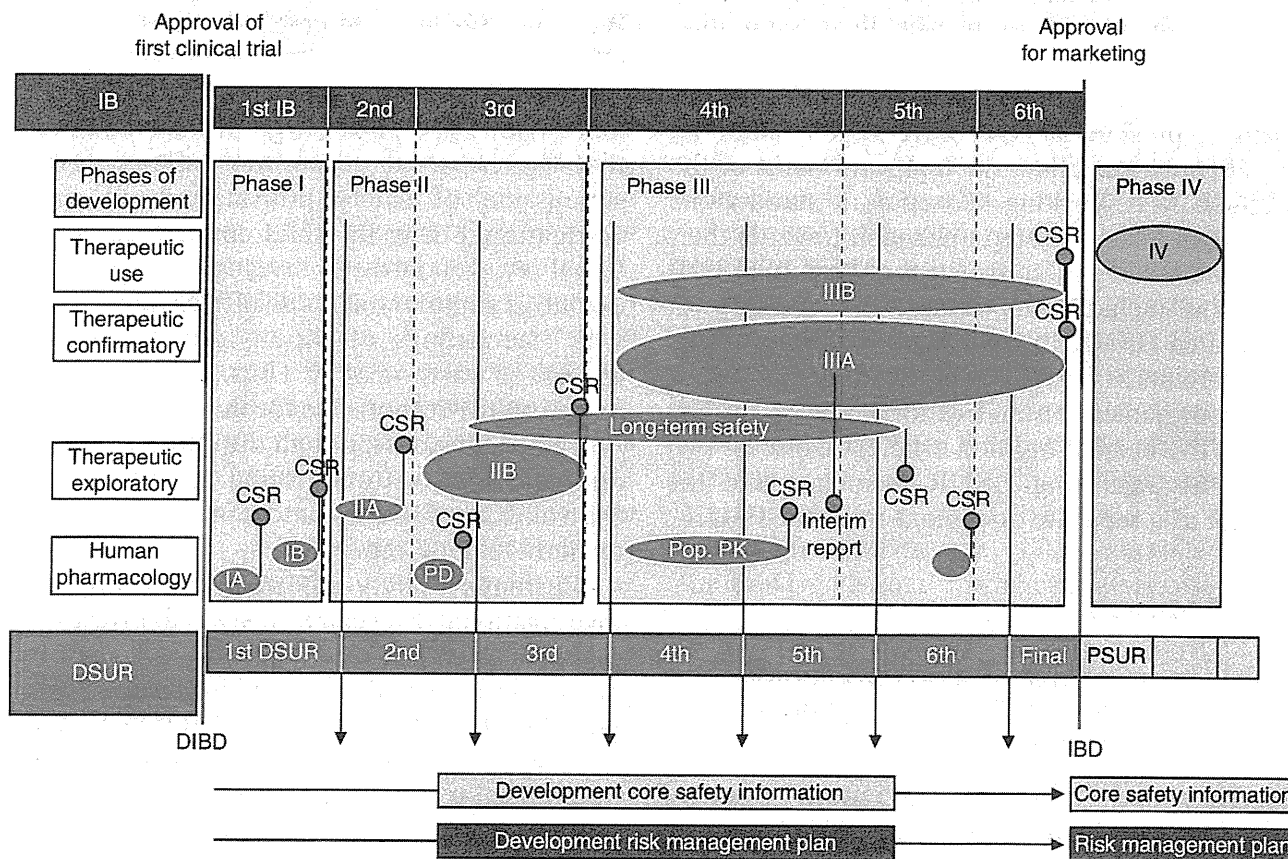 Approval of
first clinical trial
Approval
for marketing
IB
1st IB
2nd
3rd
4th
5th
6th
Phases of
development
Phase I
Phase II
Phase III
Phase IV
Therapeutic
use
CSR
IV
IIIB
Therapeutic
confirmatory
CSR
IIIA
CSR
Long-term safety
CSR
Therapeutic
exploratory
CSR
IIB
CSR
CSR
CSR
IIA
CSR
CSR
Interim
report
Human
pharmacology
IA
IB
PD
Pop. PK
DSUR
1st DSUR
2nd
3rd
4th
5th
6th
Final
PSUR
DIBD
IBD
Development core safety information
Core safety information
Development risk management plan
Risk management plan